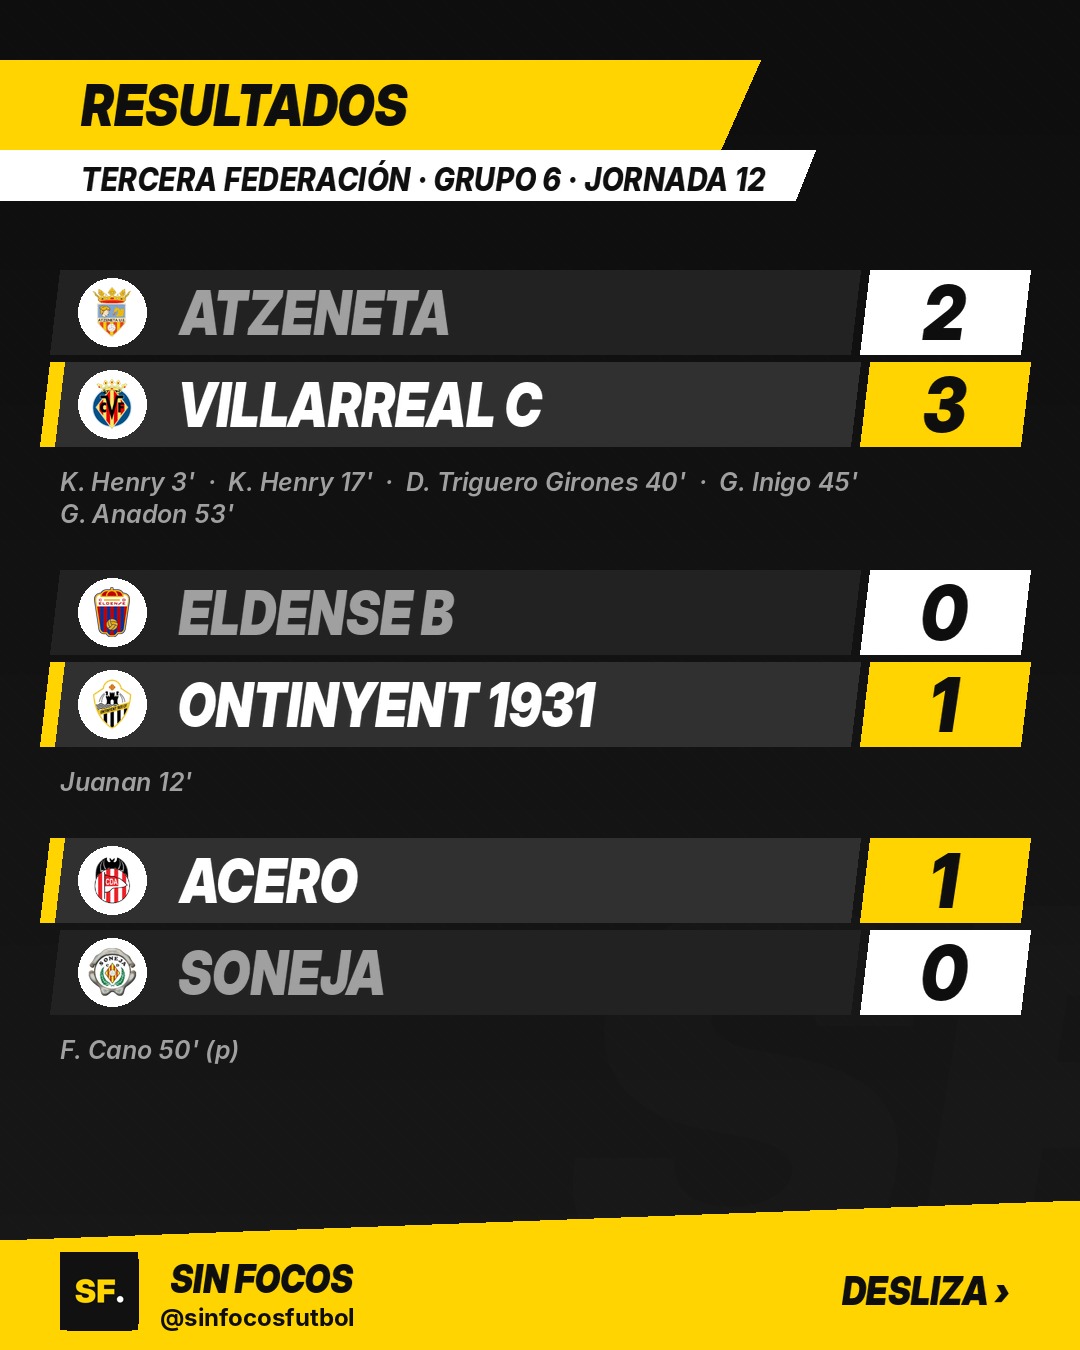 RESULTADOS
TERCERA FEDERACIÓN · GRUPO 6 · JORNADA 12
ATZENETA 2
VILLARREAL C 3
K. Henry 3' · K. Henry 17' · D. Triguero Girones 40' · G. Inigo 45'
G. Anadon 53'
ELDENSE B 0
ONTINYENT 1931 1
Juanan 12'
ACERO 1
SONEJA 0
F. Cano 50' (p)
SF.
SIN FOCOS
@sinfocosfutbol
DESLIZA ›